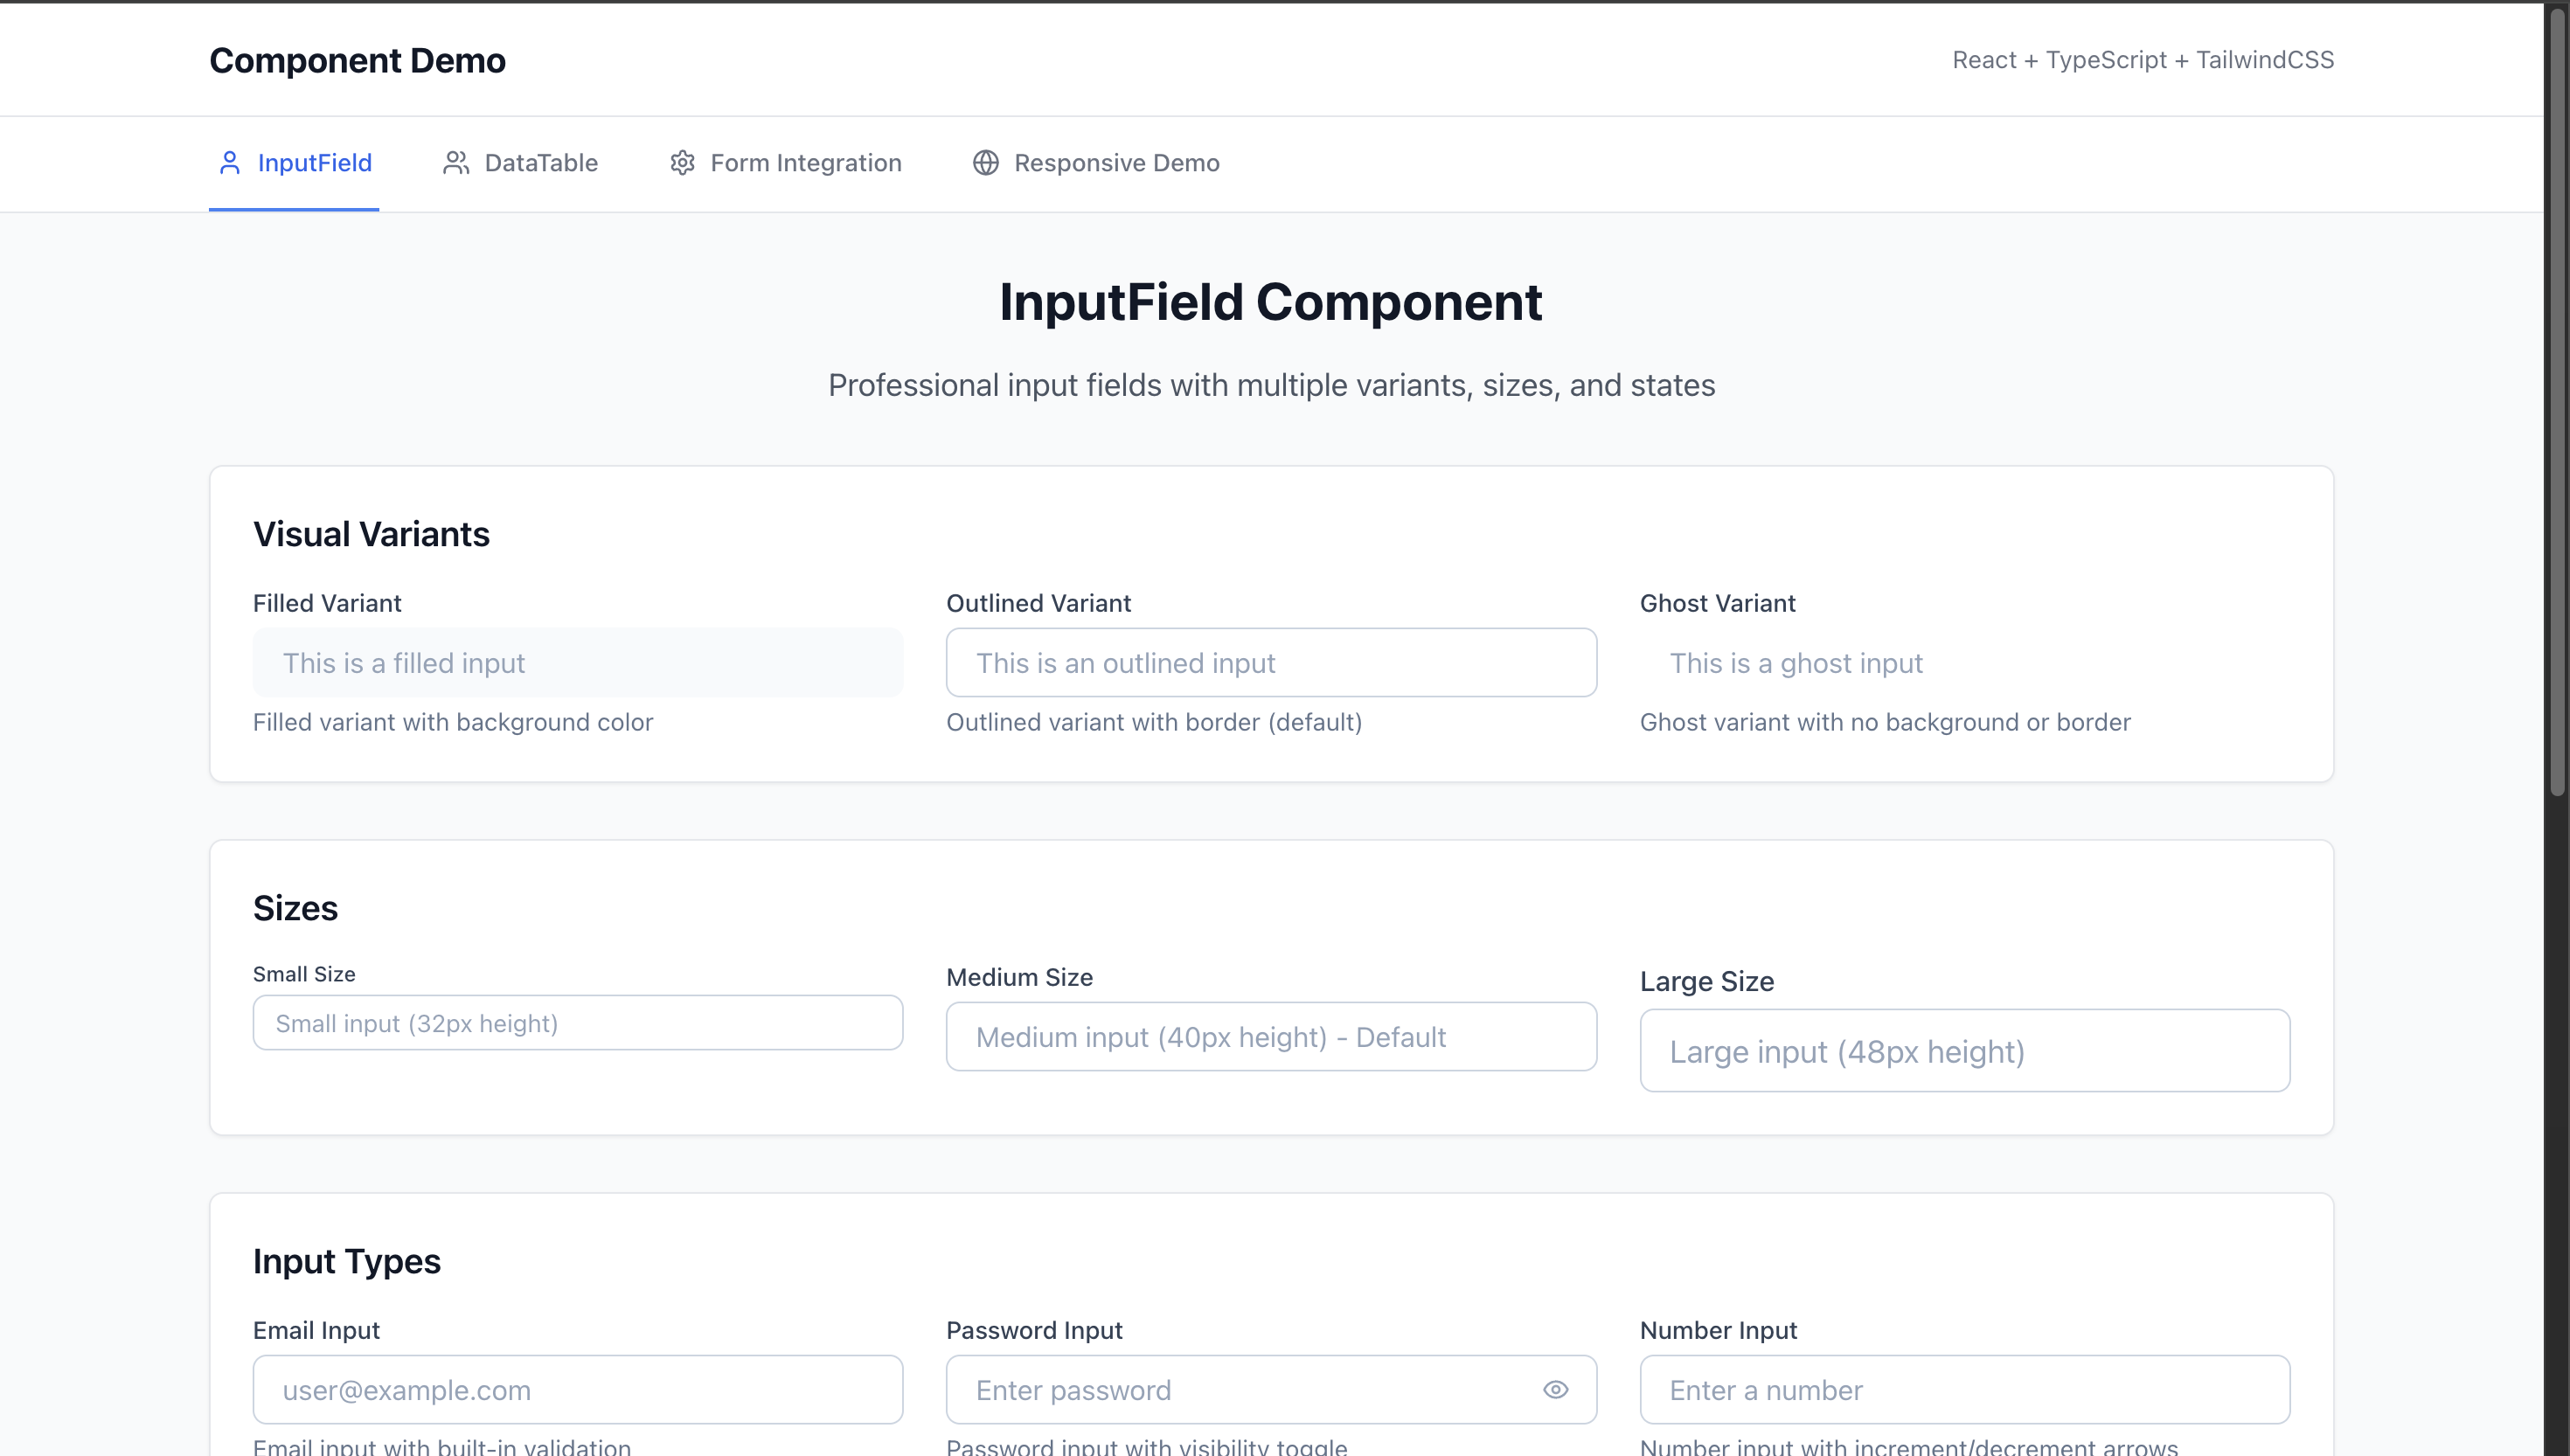 Component Demo
React + TypeScript + TailwindCSS
InputField
DataTable
Form Integration
Responsive Demo
InputField Component
Professional input fields with multiple variants, sizes, and states
Visual Variants
Filled Variant
This is a filled input
Filled variant with background color
Outlined Variant
This is an outlined input
Outlined variant with border (default)
Ghost Variant
This is a ghost input
Ghost variant with no background or border
Sizes
Small Size
Small input (32px height)
Medium Size
Medium input (40px height) - Default
Large Size
Large input (48px height)
Input Types
Email Input
user@example.com
Email input with built-in validation
Password Input
Enter password
Password input with visibility toggle
Number Input
Enter a number
Number input with increment/decrement arrows